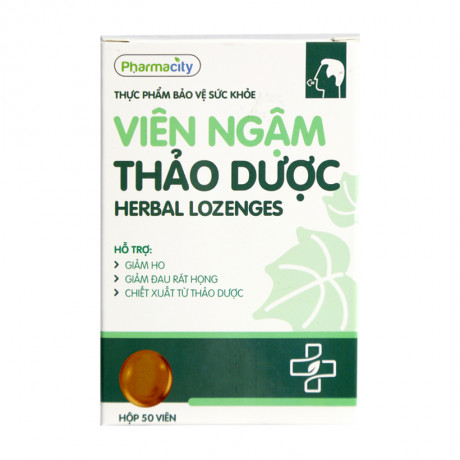 Pharmacity
THỰC PHẨM BẢO VỆ SỨC KHỎE
VIÊN NGẬM
THẢO DƯỢC
HERBAL LOZENGES
HỖ TRỢ:
GIẢM HO
GIẢM ĐAU RÁT HỌNG
CHIẾT XUẤT TỪ THẢO DƯỢC
HỘP 50 VIÊN